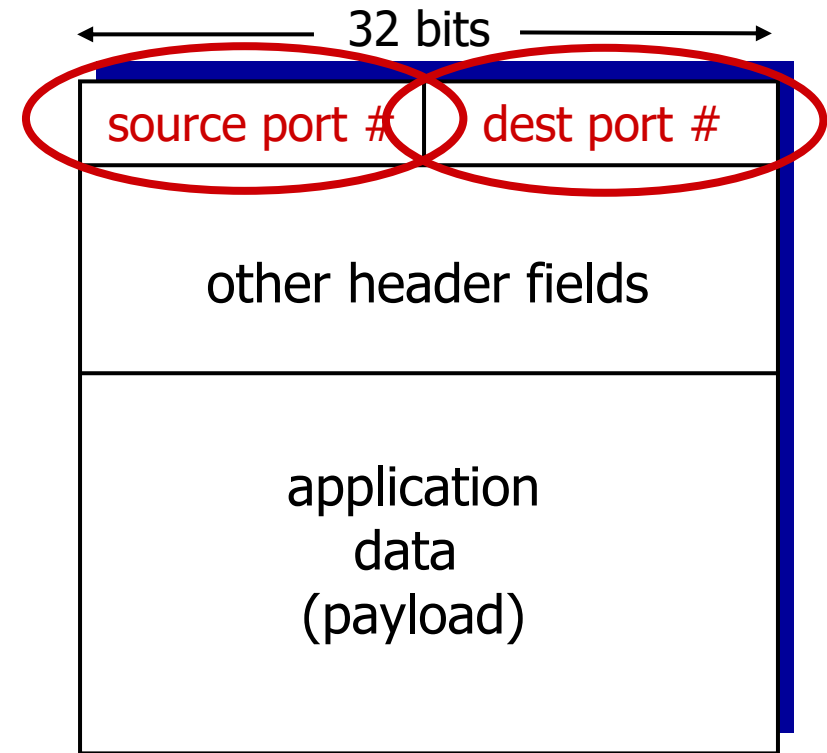 32 bits
source port #
dest port #
other header fields
application
data
(payload)